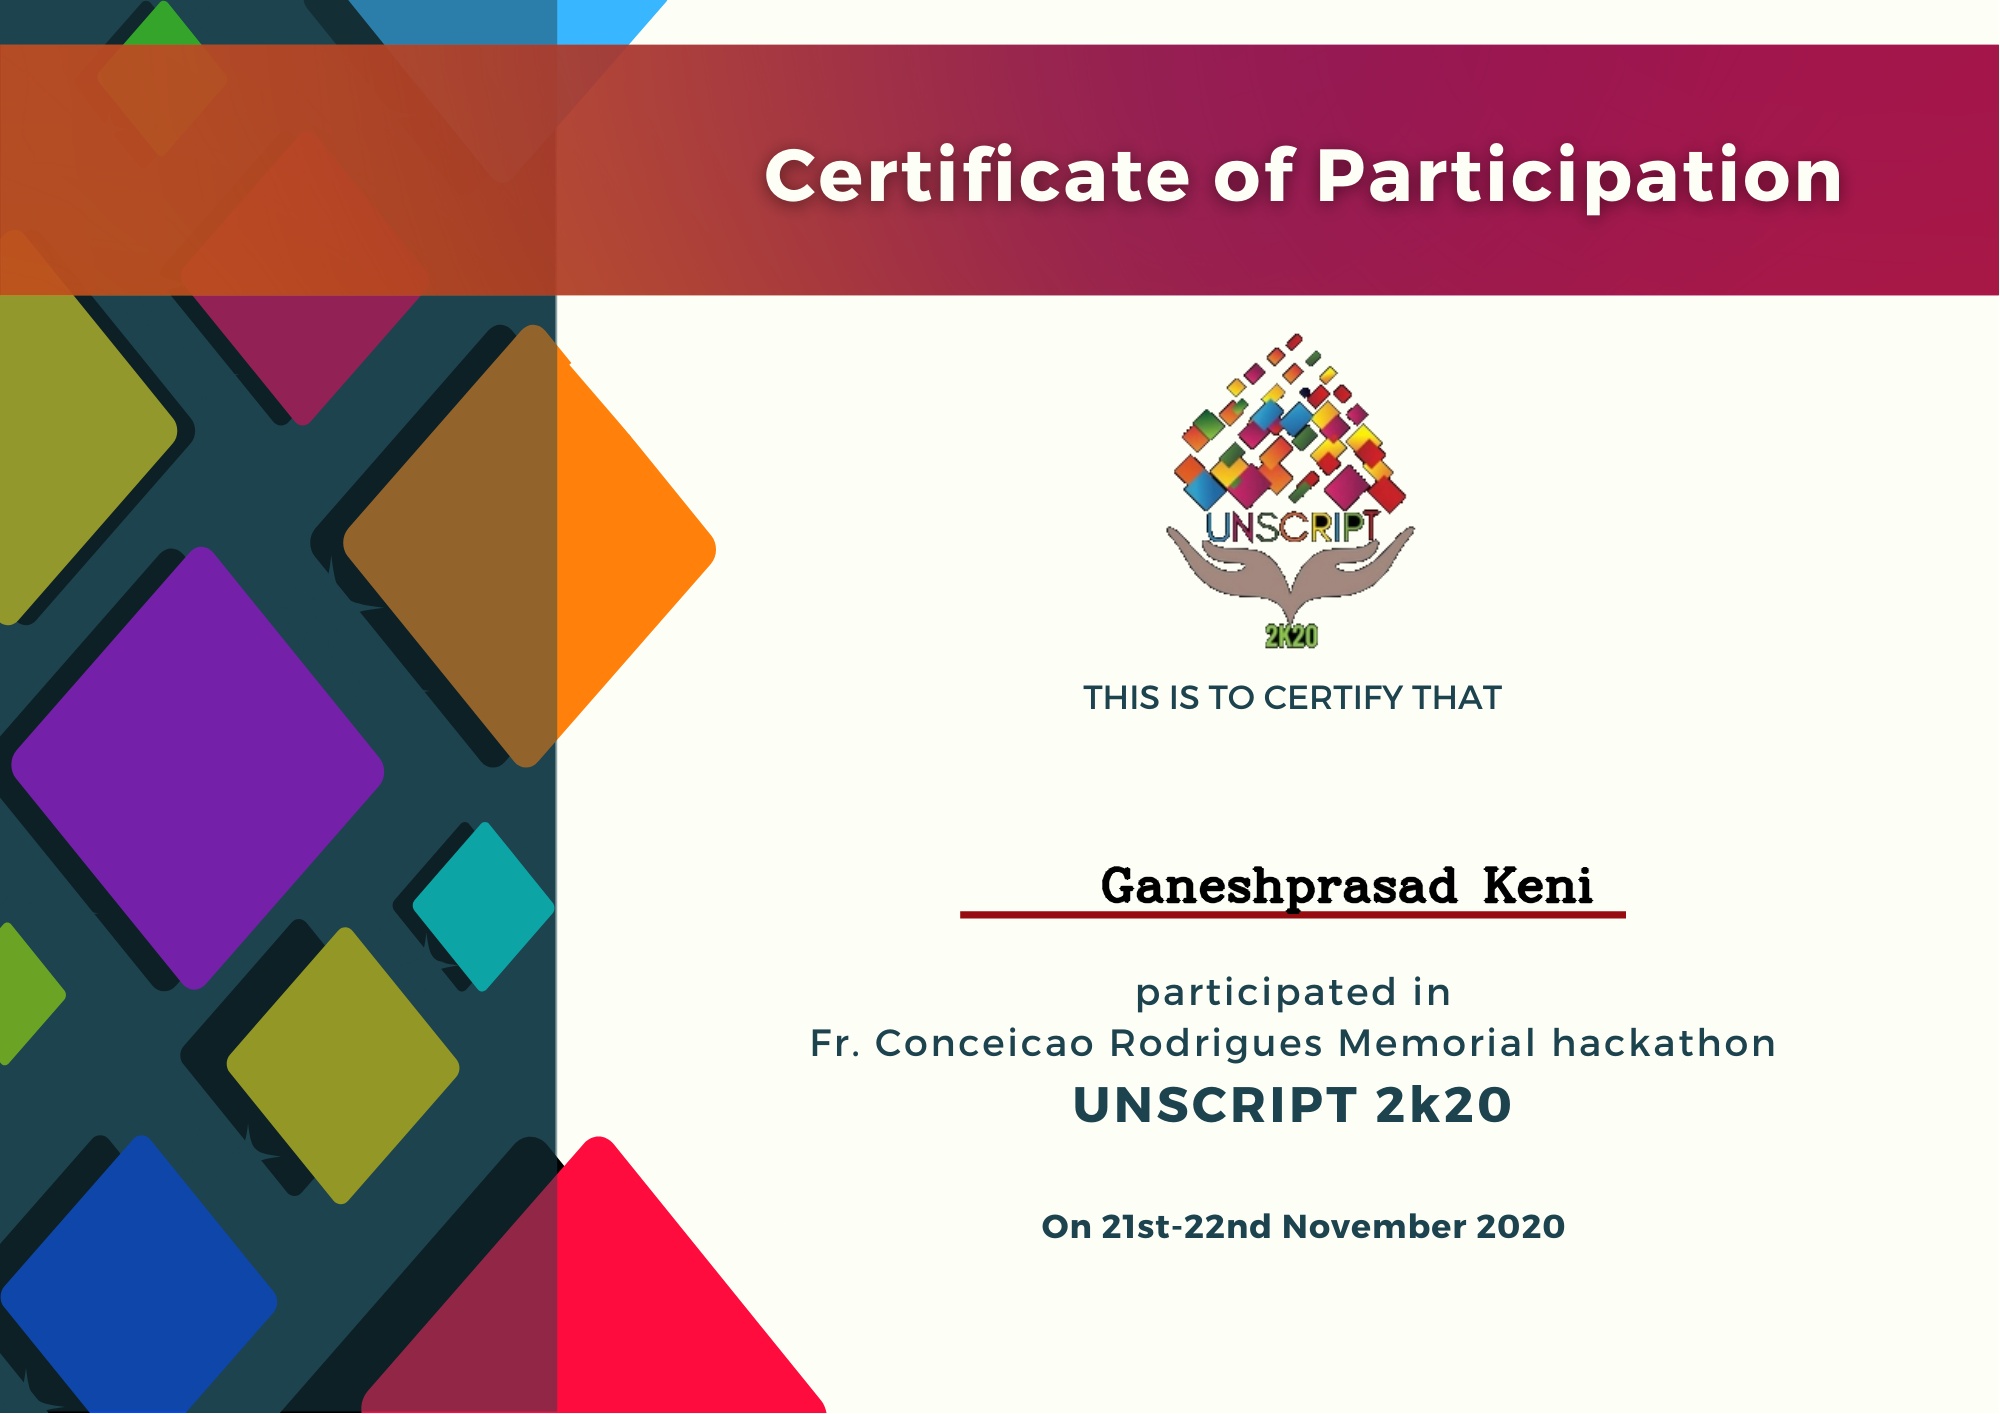 Certificate of Participation
UNSCRIPT
2K20
THIS IS TO CERTIFY THAT
Ganeshprasad Keni
participated in
Fr. Conceicao Rodrigues Memorial hackathon
UNSCRIPT 2k20
On 21st-22nd November 2020